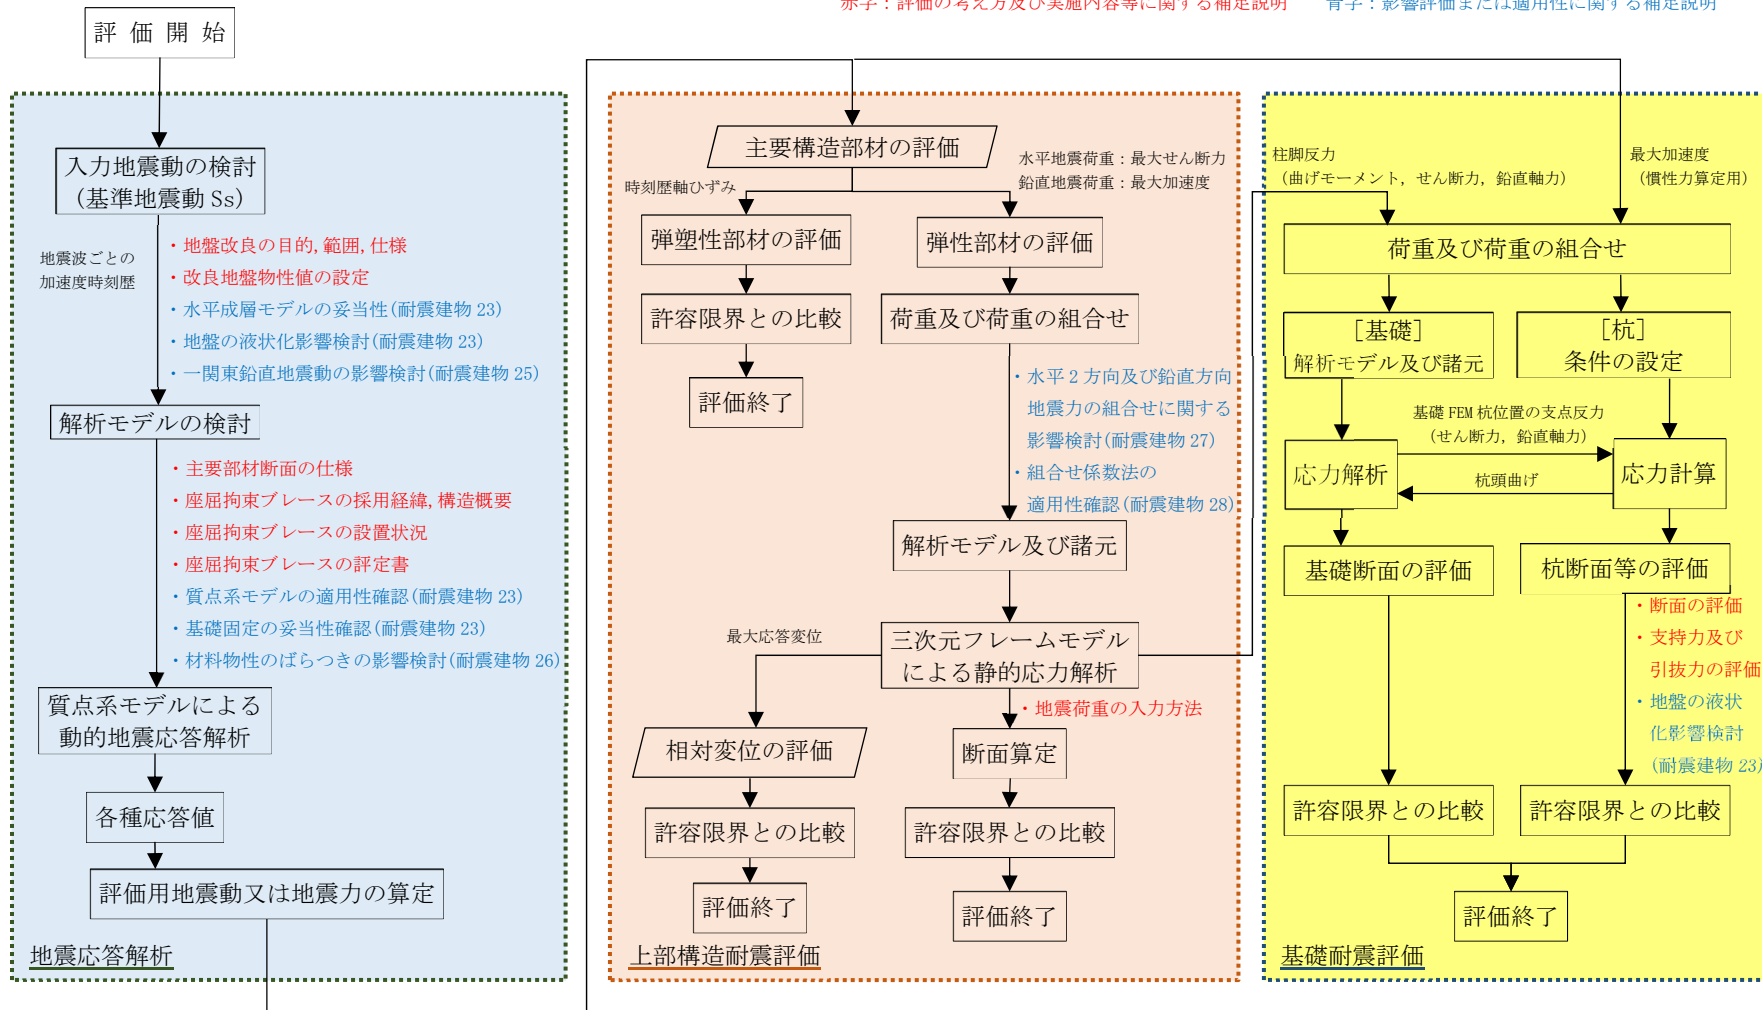 赤字：評価の考え方及び実施内容等に関する補足説明　青字：影響評価または適用性に関する補足説明
評 価 開 始
入力地震動の検討
(基準地震動 Ss)
地震波ごとの
加速度時刻歴
・地盤改良の目的,範囲,仕様
・改良地盤物性値の設定
・水平成層モデルの妥当性(耐震建物 23)
・地盤の液状化影響検討(耐震建物 23)
・一関東鉛直地震動の影響検討(耐震建物 25)
解析モデルの検討
・主要部材断面の仕様
・座屈拘束ブレースの採用経緯,構造概要
・座屈拘束ブレースの設置状況
・座屈拘束ブレースの評定書
・質点系モデルの適用性確認(耐震建物 23)
・基礎固定の妥当性確認(耐震建物 23)
・材料物性のばらつきの影響検討(耐震建物 26)
質点系モデルによる
動的地震応答解析
各種応答値
評価用地震動又は地震力の算定
地震応答解析
主要構造部材の評価
時刻歴軸ひずみ
水平地震荷重：最大せん断力
鉛直地震荷重：最大加速度
弾塑性部材の評価
弾性部材の評価
許容限界との比較
荷重及び荷重の組合せ
評価終了
・水平 2 方向及び鉛直方向
地震力の組合せに関する
影響検討(耐震建物 27)
・組合せ係数法の
適用性確認(耐震建物 28)
解析モデル及び諸元
最大応答変位
三次元フレームモデル
による静的応力解析
・地震荷重の入力方法
相対変位の評価
断面算定
許容限界との比較
許容限界との比較
評価終了
評価終了
上部構造耐震評価
柱脚反力
（曲げモーメント，せん断力，鉛直軸力）
最大加速度
（慣性力算定用）
荷重及び荷重の組合せ
［基礎］
解析モデル及び諸元
［杭］
条件の設定
基礎 FEM 杭位置の支点反力
（せん断力，鉛直軸力）
応力解析
応力計算
杭頭曲げ
基礎断面の評価
杭断面等の評価
・断面の評価
・支持力及び
引抜力の評価
・地盤の液状
化影響検討
(耐震建物 23)
許容限界との比較
許容限界との比較
評価終了
基礎耐震評価